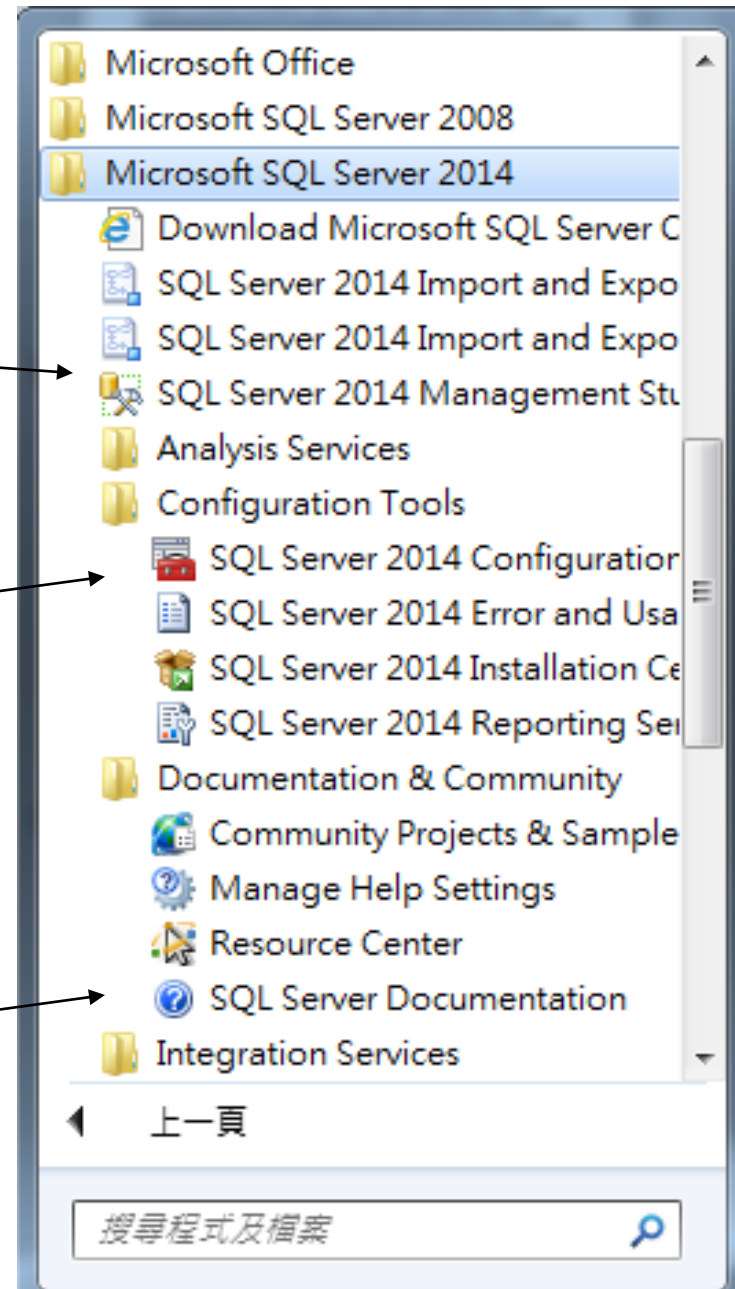 Microsoft Office
Microsoft SQL Server 2008
Microsoft SQL Server 2014
Download Microsoft SQL Server C
SQL Server 2014 Import and Expo
SQL Server 2014 Import and Expo
SQL Server 2014 Management Stu
Analysis Services
Configuration Tools
SQL Server 2014 Configuration
SQL Server 2014 Error and Usa
SQL Server 2014 Installation Ce
SQL Server 2014 Reporting Ser
Documentation & Community
Community Projects & Sample
Manage Help Settings
Resource Center
SQL Server Documentation
Integration Services
上一頁
搜尋程式及檔案